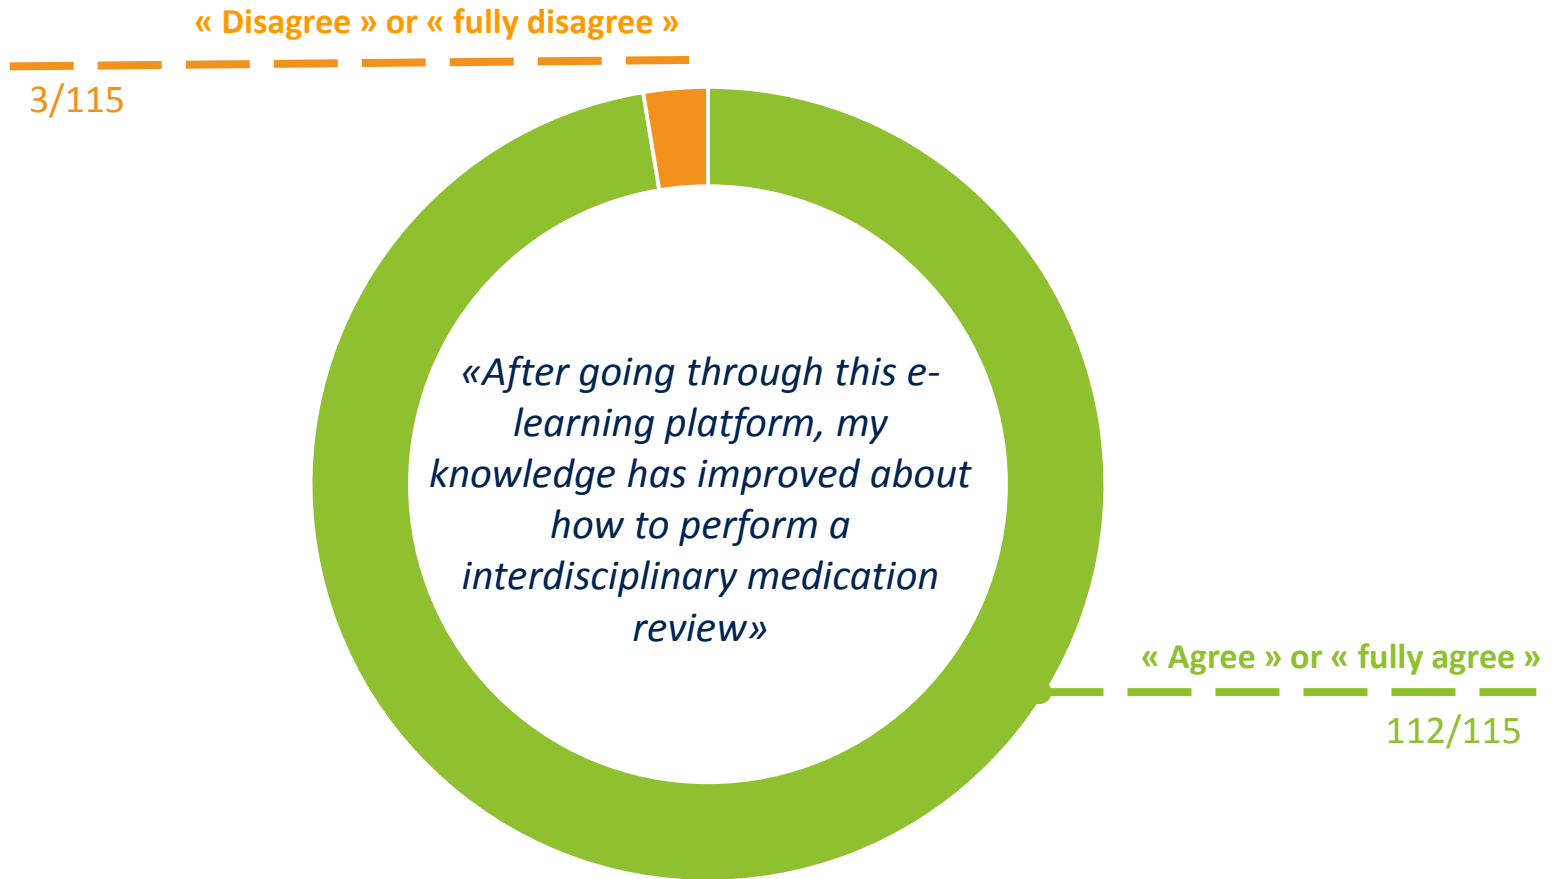 « Disagree » or « fully disagree »
3/115
«After going through this e-
learning platform, my
knowledge has improved about
how to perform a
interdisciplinary medication
review»
« Agree » or « fully agree »
112/115